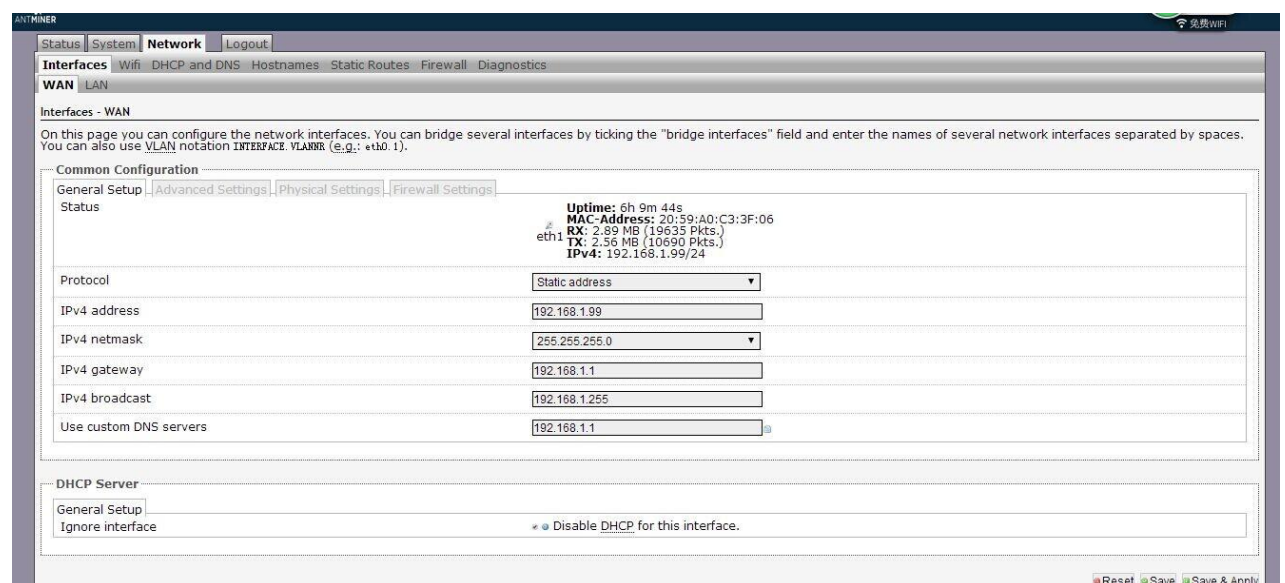 ANTMINER
免费WIFI
Status System Network Logout
Interfaces Wifi DHCP and DNS Hostnames Static Routes Firewall Diagnostics
WAN LAN
Interfaces - WAN
On this page you can configure the network interfaces. You can bridge several interfaces by ticking the "bridge interfaces" field and enter the names of several network interfaces separated by spaces.
You can also use VLAN notation INTERFACE.VLANNR (e.g.: eth0.1).
Common Configuration
General Setup Advanced Settings Physical Settings Firewall Settings
Status
Uptime: 6h 9m 44s
MAC-Address: 20:59:A0:C3:3F:06
RX: 2.89 MB (19635 Pkts.)
eth1 TX: 2.56 MB (10690 Pkts.)
IPv4: 192.168.1.99/24
Protocol Static address
IPv4 address 192.168.1.99
IPv4 netmask 255.255.255.0
IPv4 gateway 192.168.1.1
IPv4 broadcast 192.168.1.255
Use custom DNS servers 192.168.1.1
DHCP Server
General Setup
Ignore interface Disable DHCP for this interface.
Reset Save Save & Apply